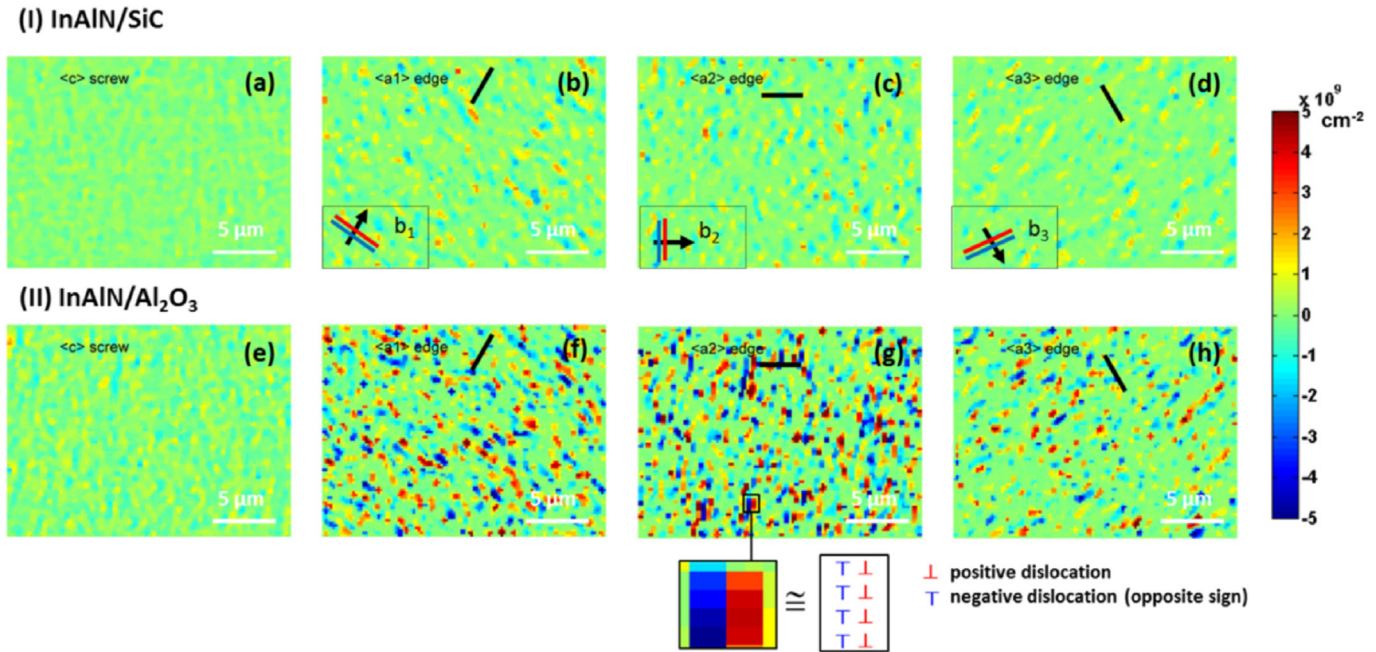 (I) InAlN/SiC
<c> screw (a)
<a1> edge (b)
<a2> edge (c)
<a3> edge (d)
5 μm
b₁ 5 μm
b₂ 5 μm
b₃ 5 μm
x 10⁹
cm⁻²
5
4
3
2
1
0
-1
-2
-3
-4
-5
(II) InAlN/Al₂O₃
<c> screw (e)
<a1> edge (f)
<a2> edge (g)
<a3> edge (h)
5 μm
5 μm
5 μm
5 μm
≅
⊤ ⊥
⊤ ⊥
⊤ ⊥
⊤ ⊥
⊥ positive dislocation
⊤ negative dislocation (opposite sign)